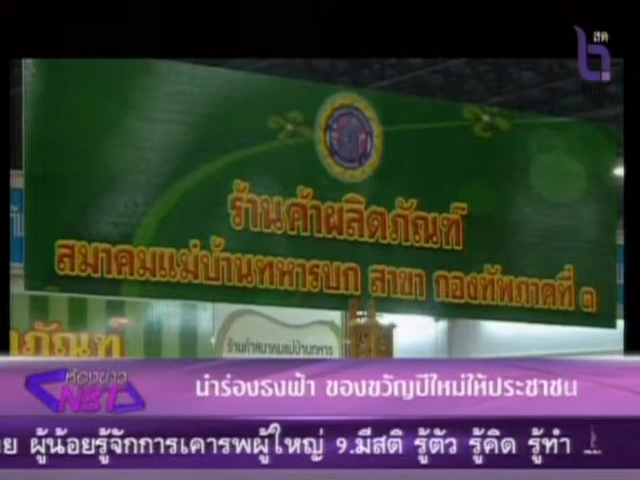 สด
ร้านค้าผลิตภัณฑ์
สมาคมแม่บ้านทหารบก สาขา กองทัพภาคที่ ๑
ภัณฑ์
ร้านค้าสมาคมแม่บ้านทหาร
ห้องข่าว
นำร่องธงฟ้า ของขวัญปีใหม่ให้ประชาชน
ย ผู้น้อยรู้จักการเคารพผู้ใหญ่ 9.มีสติ รู้ตัว รู้คิด รู้ทำ